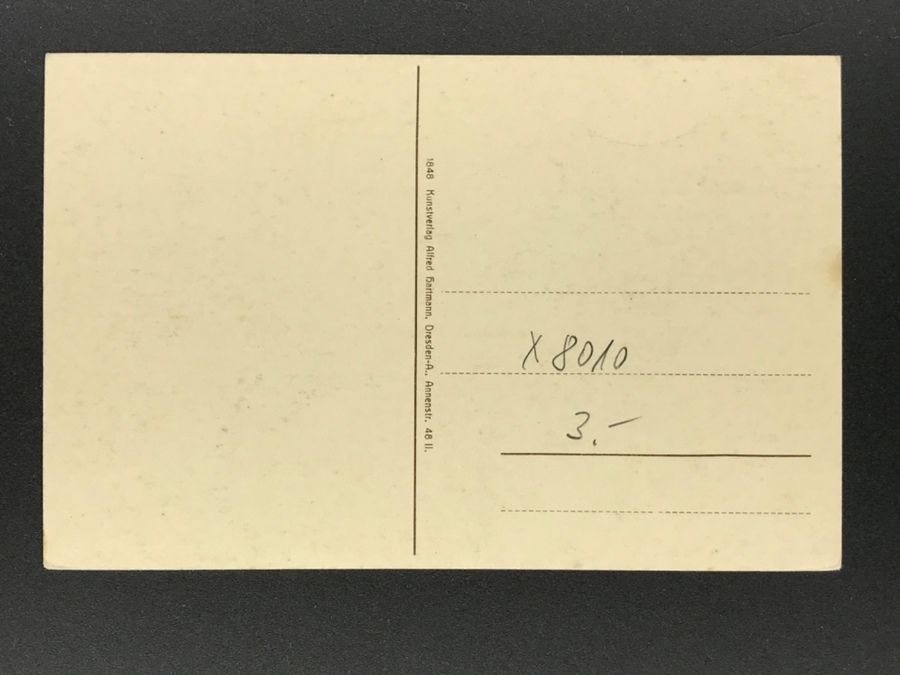 1848 Kunstverlag Alfred Hartmann, Dresden-A., Annenstr. 48 II.
X 8010
3.-